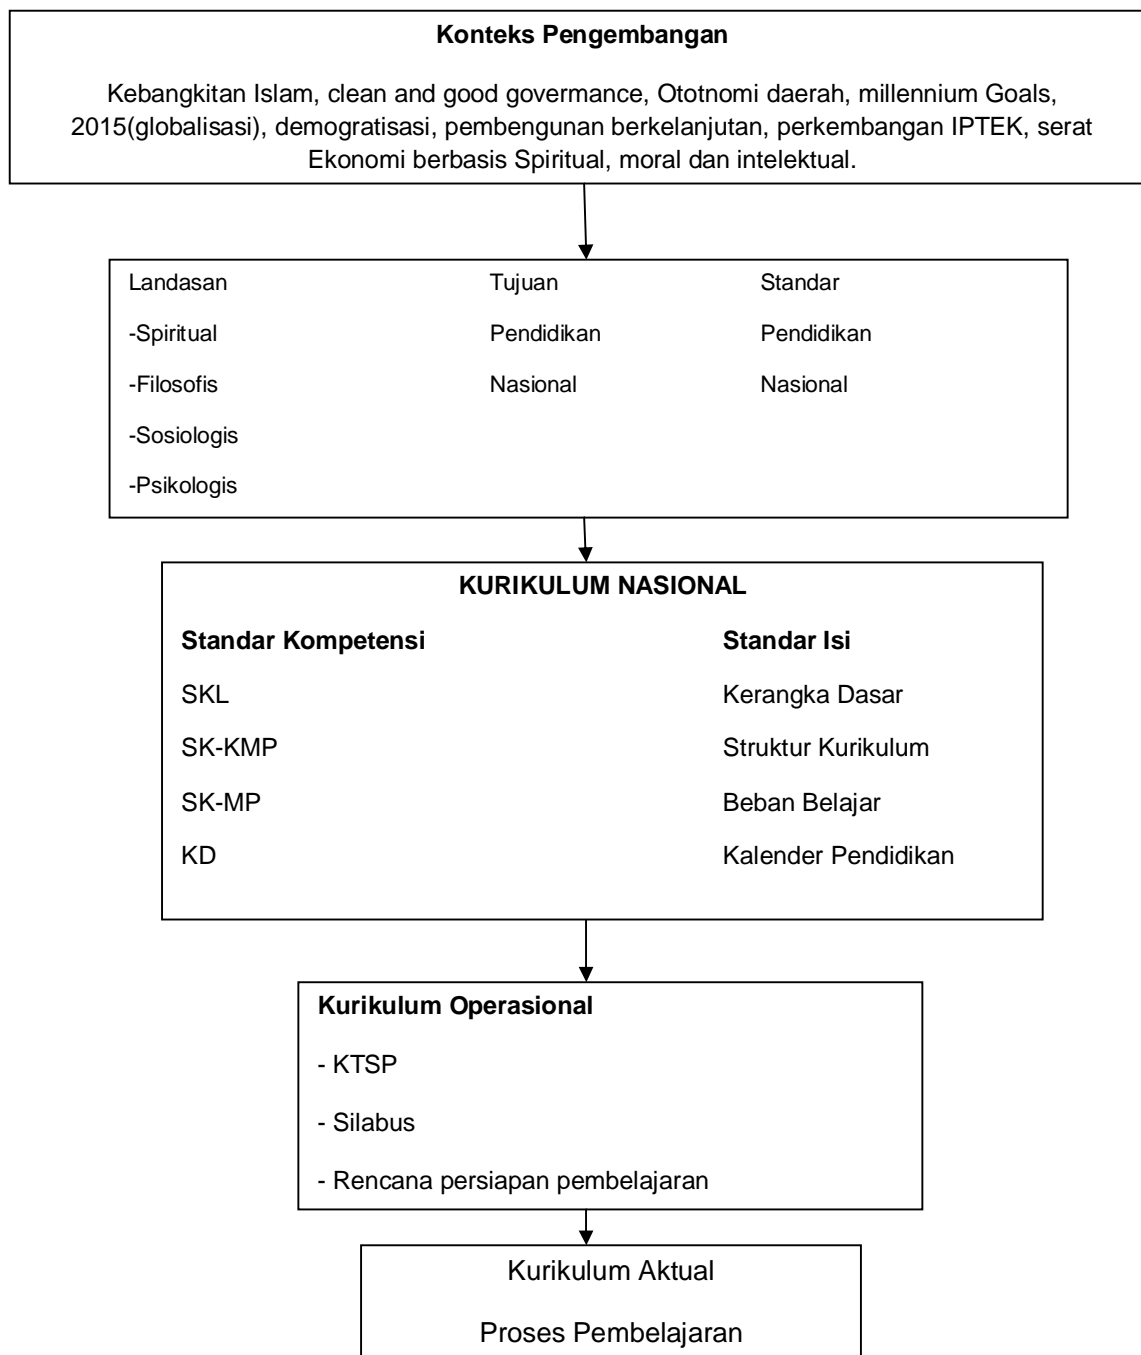 Konteks Pengembangan
Kebangkitan Islam, clean and good govermance, Ototnomi daerah, millennium Goals,
2015(globalisasi), demogratisasi, pembengunan berkelanjutan, perkembangan IPTEK, serat
Ekonomi berbasis Spiritual, moral dan intelektual.
Landasan Tujuan Standar
-Spiritual Pendidikan Pendidikan
-Filosofis Nasional Nasional
-Sosiologis
-Psikologis
KURIKULUM NASIONAL
Standar Kompetensi Standar Isi
SKL Kerangka Dasar
SK-KMP Struktur Kurikulum
SK-MP Beban Belajar
KD Kalender Pendidikan
Kurikulum Operasional
- KTSP
- Silabus
- Rencana persiapan pembelajaran
Kurikulum Aktual
Proses Pembelajaran